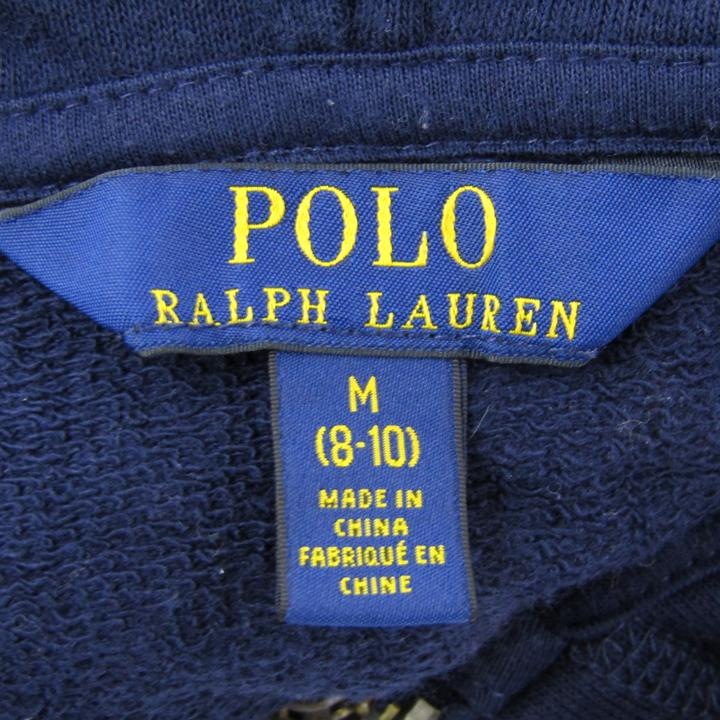 POLO
RALPH LAUREN
M
(8-10)
MADE IN
CHINA
FABRIQUÉ EN
CHINE